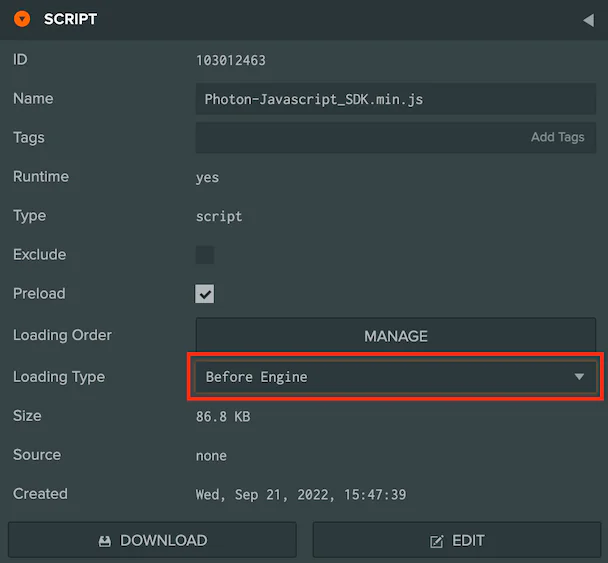 SCRIPT
ID 103012463
Name Photon-Javascript_SDK.min.js
Tags Add Tags
Runtime yes
Type script
Exclude
Preload
Loading Order MANAGE
Loading Type Before Engine
Size 86.8 KB
Source none
Created Wed, Sep 21, 2022, 15:47:39
DOWNLOAD EDIT